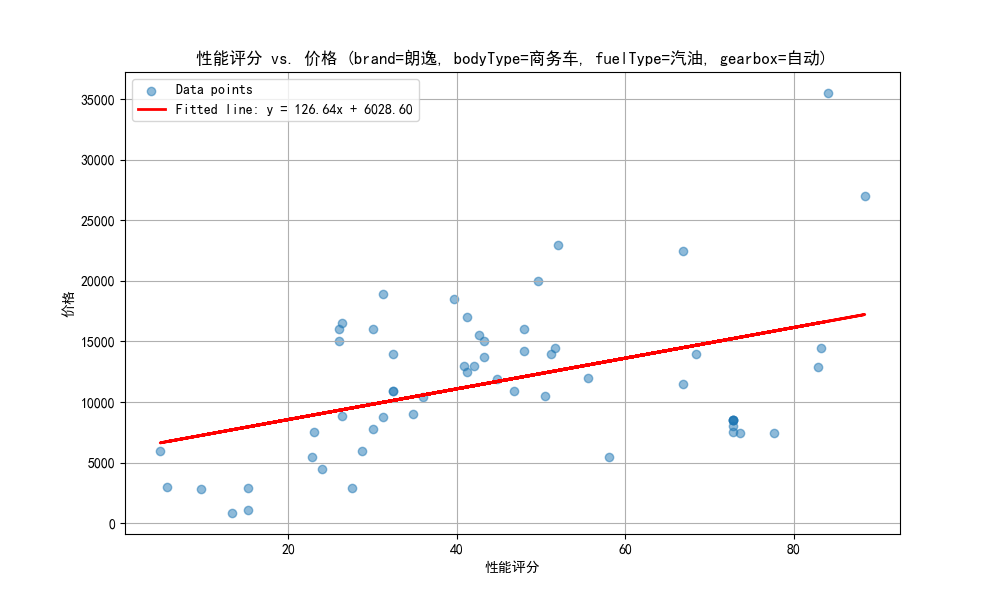 性能评分 vs. 价格 (brand=朗逸, bodyType=商务车, fuelType=汽油, gearbox=自动)
Data points
Fitted line: y = 126.64x + 6028.60
35000
30000
25000
20000
15000
10000
5000
0
价格
20
40
60
80
性能评分